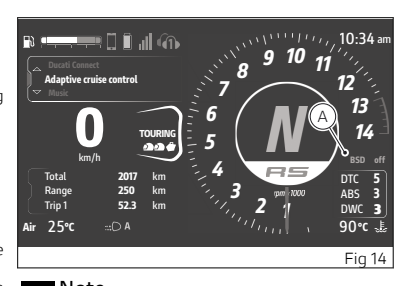 10:34 am
Ducati Connect
Adaptive cruise control
Music
0
km/h
TOURING
Total 2017 km
Range 250 km
Trip 1 52.3 km
Air 25°C
A
1
2
3
4
5
6
7
8
9
10
11
12
13
14
N
A
RS
rpm×1000
BSD off
DTC 5
ABS 3
DWC 3
90°C
Fig 14
Note